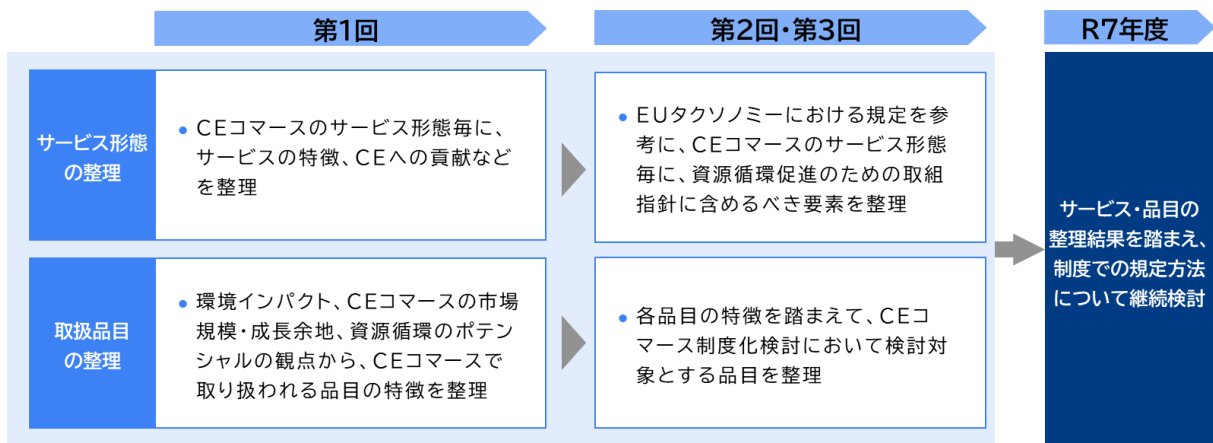 第1回
第2回・第3回
R7年度
サービス形態
の整理
● CEコマースのサービス形態毎に、
サービスの特徴、CEへの貢献など
を整理
● EUタクソノミーにおける規定を参
考に、CEコマースのサービス形態
毎に、資源循環促進のための取組
指針に含めるべき要素を整理
取扱品目
の整理
● 環境インパクト、CEコマースの市場
規模・成長余地、資源循環のポテン
シャルの観点から、CEコマースで
取り扱われる品目の特徴を整理
● 各品目の特徴を踏まえて、CEコ
マース制度化検討において検討対
象とする品目を整理
サービス・品目の
整理結果を踏まえ、
制度での規定方法
について継続検討